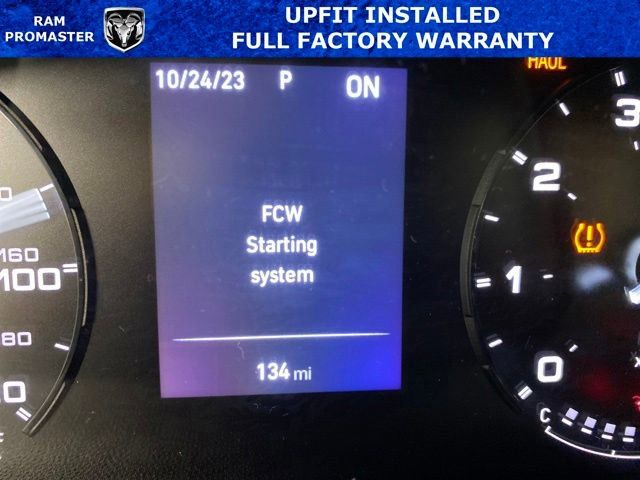 RAM
PROMASTER
UPFIT INSTALLED
FULL FACTORY WARRANTY
HAUL
10/24/23 P ON
FCW
Starting
system
134 mi
160
100
80
3
2
1
0
C